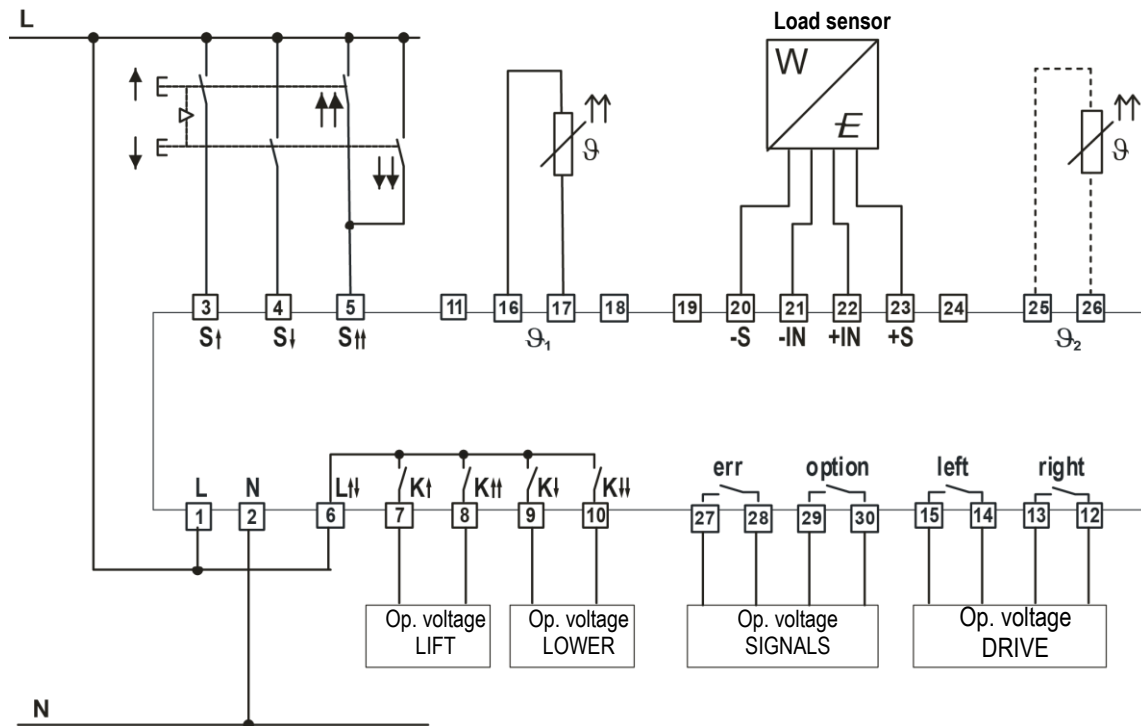 L
Load sensor
W
E
ϑ
ϑ
3 4 5 11 16 17 18 19 20 21 22 23 24 25 26
S↑ S↓ S⇈ ϑ1 -S -IN +IN +S ϑ2
L N L↑↓ K↑ K⇈ K↓ K⇊ err option left right
1 2 6 7 8 9 10 27 28 29 30 15 14 13 12
Op. voltage
LIFT
Op. voltage
LOWER
Op. voltage
SIGNALS
Op. voltage
DRIVE
N